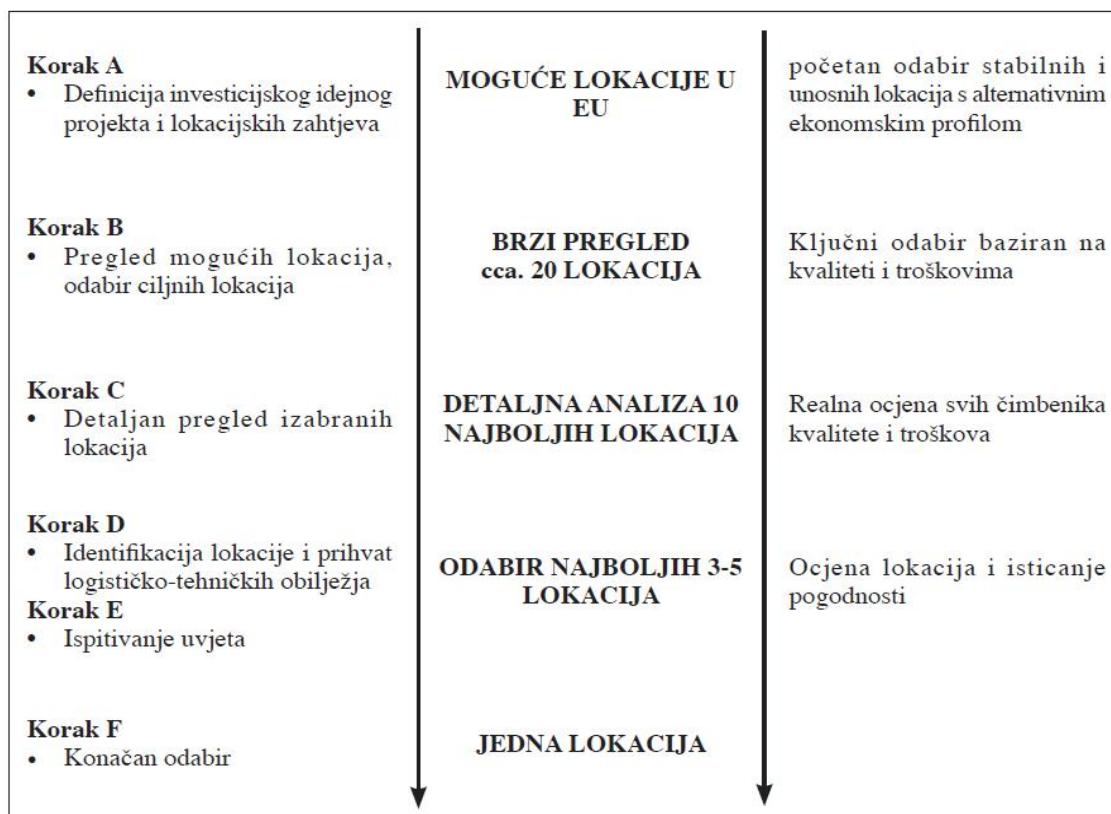 Korak A
• Definicija investicijskog idejnog
projekta i lokacijskih zahtjeva
MOGUĆE LOKACIJE U
EU
početan odabir stabilnih i
unosnih lokacija s alternativnim
ekonomskim profilom
Korak B
• Pregled mogućih lokacija,
odabir ciljnih lokacija
BRZI PREGLED
cca. 20 LOKACIJA
Ključni odabir baziran na
kvaliteti i troškovima
Korak C
• Detaljan pregled izabranih
lokacija
DETALJNA ANALIZA 10
NAJBOLJIH LOKACIJA
Realna ocjena svih čimbenika
kvalitete i troškova
Korak D
• Identifikacija lokacije i prihvat
logističko-tehničkih obilježja
Korak E
• Ispitivanje uvjeta
ODABIR NAJBOLJIH 3-5
LOKACIJA
Ocjena lokacija i isticanje
pogodnosti
Korak F
• Konačan odabir
JEDNA LOKACIJA